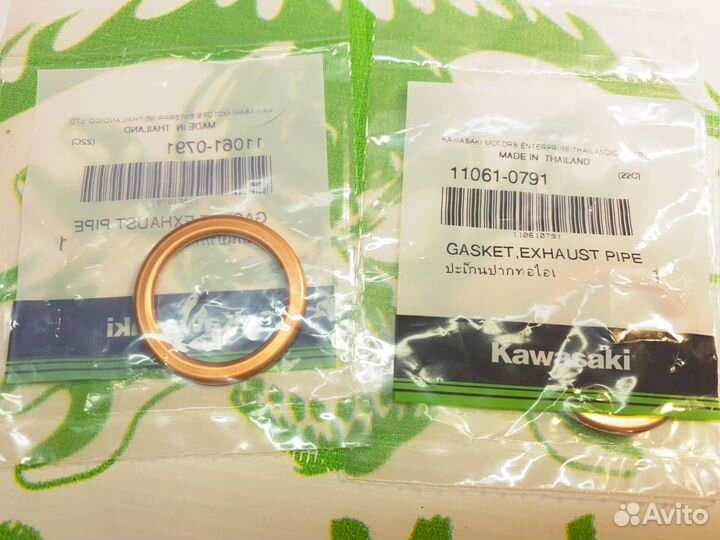 KAWASAKI MOTORS ENTERPRISE(THAILAND)CO.,LTD.
MADE IN THAILAND
11061-0791 (22C)
GASKET,EXHAUST PIPE
1
Kawasaki
KAWASAKI MOTORS ENTERPRISE(THAILAND)CO
MADE IN THAILAND
11061-0791 (22C)
110610791
GASKET,EXHAUST PIPE
ปะเก็นปากท่อไอเ
1
Kawasaki
Avito